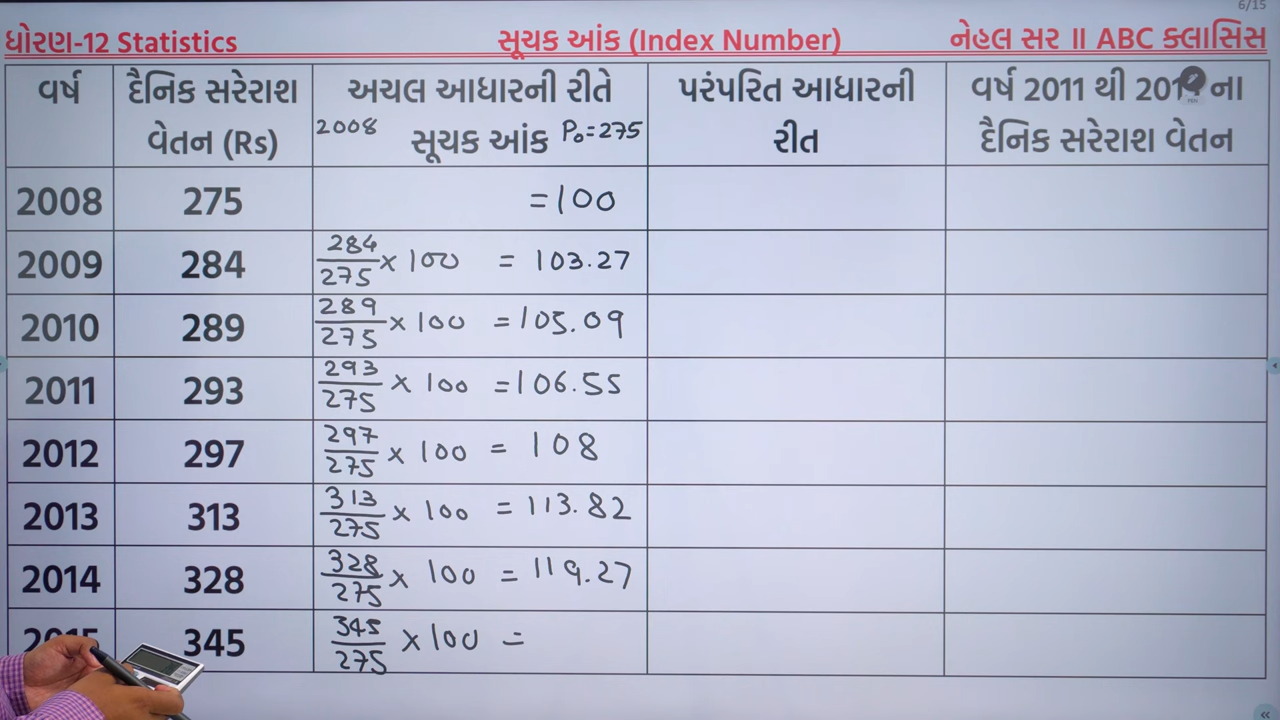 6/15
ધોરણ-12 Statistics સૂચક આંક (Index Number) નેહલ સર ॥ ABC ક્લાસિસ
વર્ષ દૈનિક સરેરાશ વેતન (Rs) અચલ આધારની રીતે સૂચક આંક 2008 P₀=275 પરંપરિત આધારની રીત વર્ષ 2011 થી ના દૈનિક સરેરાશ વેતન
2008 275 =100
2009 284 284/275 × 100 = 103.27
2010 289 289/275 × 100 =105.09
2011 293 293/275 × 100 =106.55
2012 297 297/275 × 100 = 108
2013 313 313/275 × 100 =113.82
2014 328 328/275 × 100 =119.27
2015 345 345/275 ×100 =